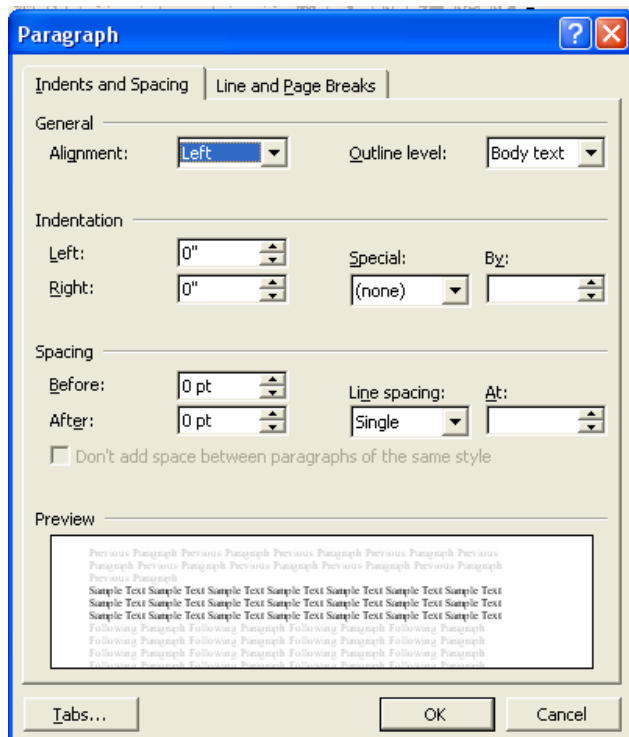 Paragraph
Indents and Spacing Line and Page Breaks
General
Alignment: Left Outline level: Body text
Indentation
Left: 0" Special: By:
Right: 0" (none)
Spacing
Before: 0 pt Line spacing: At:
After: 0 pt Single
Don't add space between paragraphs of the same style
Preview
Previous Paragraph Previous Paragraph Previous Paragraph Previous Paragraph Previous
Paragraph Previous Paragraph Previous Paragraph Previous Paragraph Previous Paragraph
Previous Paragraph
Sample Text Sample Text Sample Text Sample Text Sample Text Sample Text Sample Text
Sample Text Sample Text Sample Text Sample Text Sample Text Sample Text Sample Text
Sample Text Sample Text Sample Text Sample Text Sample Text Sample Text Sample Text
Following Paragraph Following Paragraph Following Paragraph Following Paragraph
Following Paragraph Following Paragraph Following Paragraph Following Paragraph
Following Paragraph Following Paragraph Following Paragraph Following Paragraph
Following Paragraph Following Paragraph Following Paragraph Following Paragraph
Tabs... OK Cancel